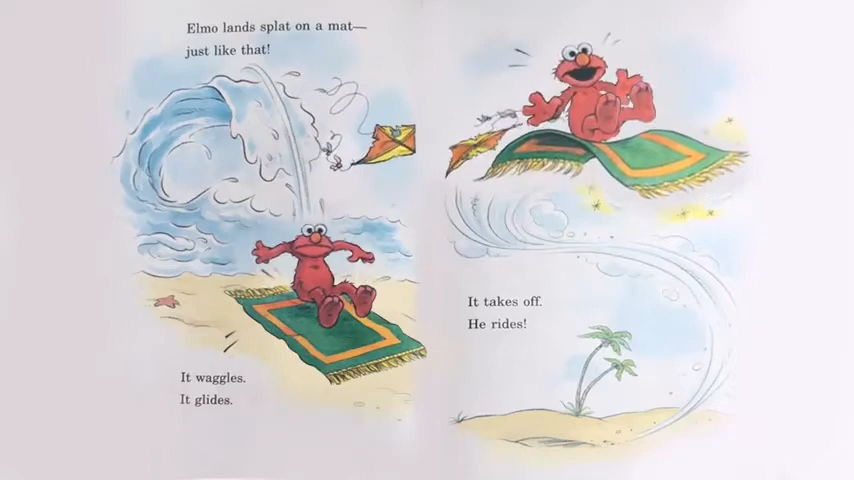 Elmo lands splat on a mat—
just like that!
It waggles.
It glides.
It takes off.
He rides!